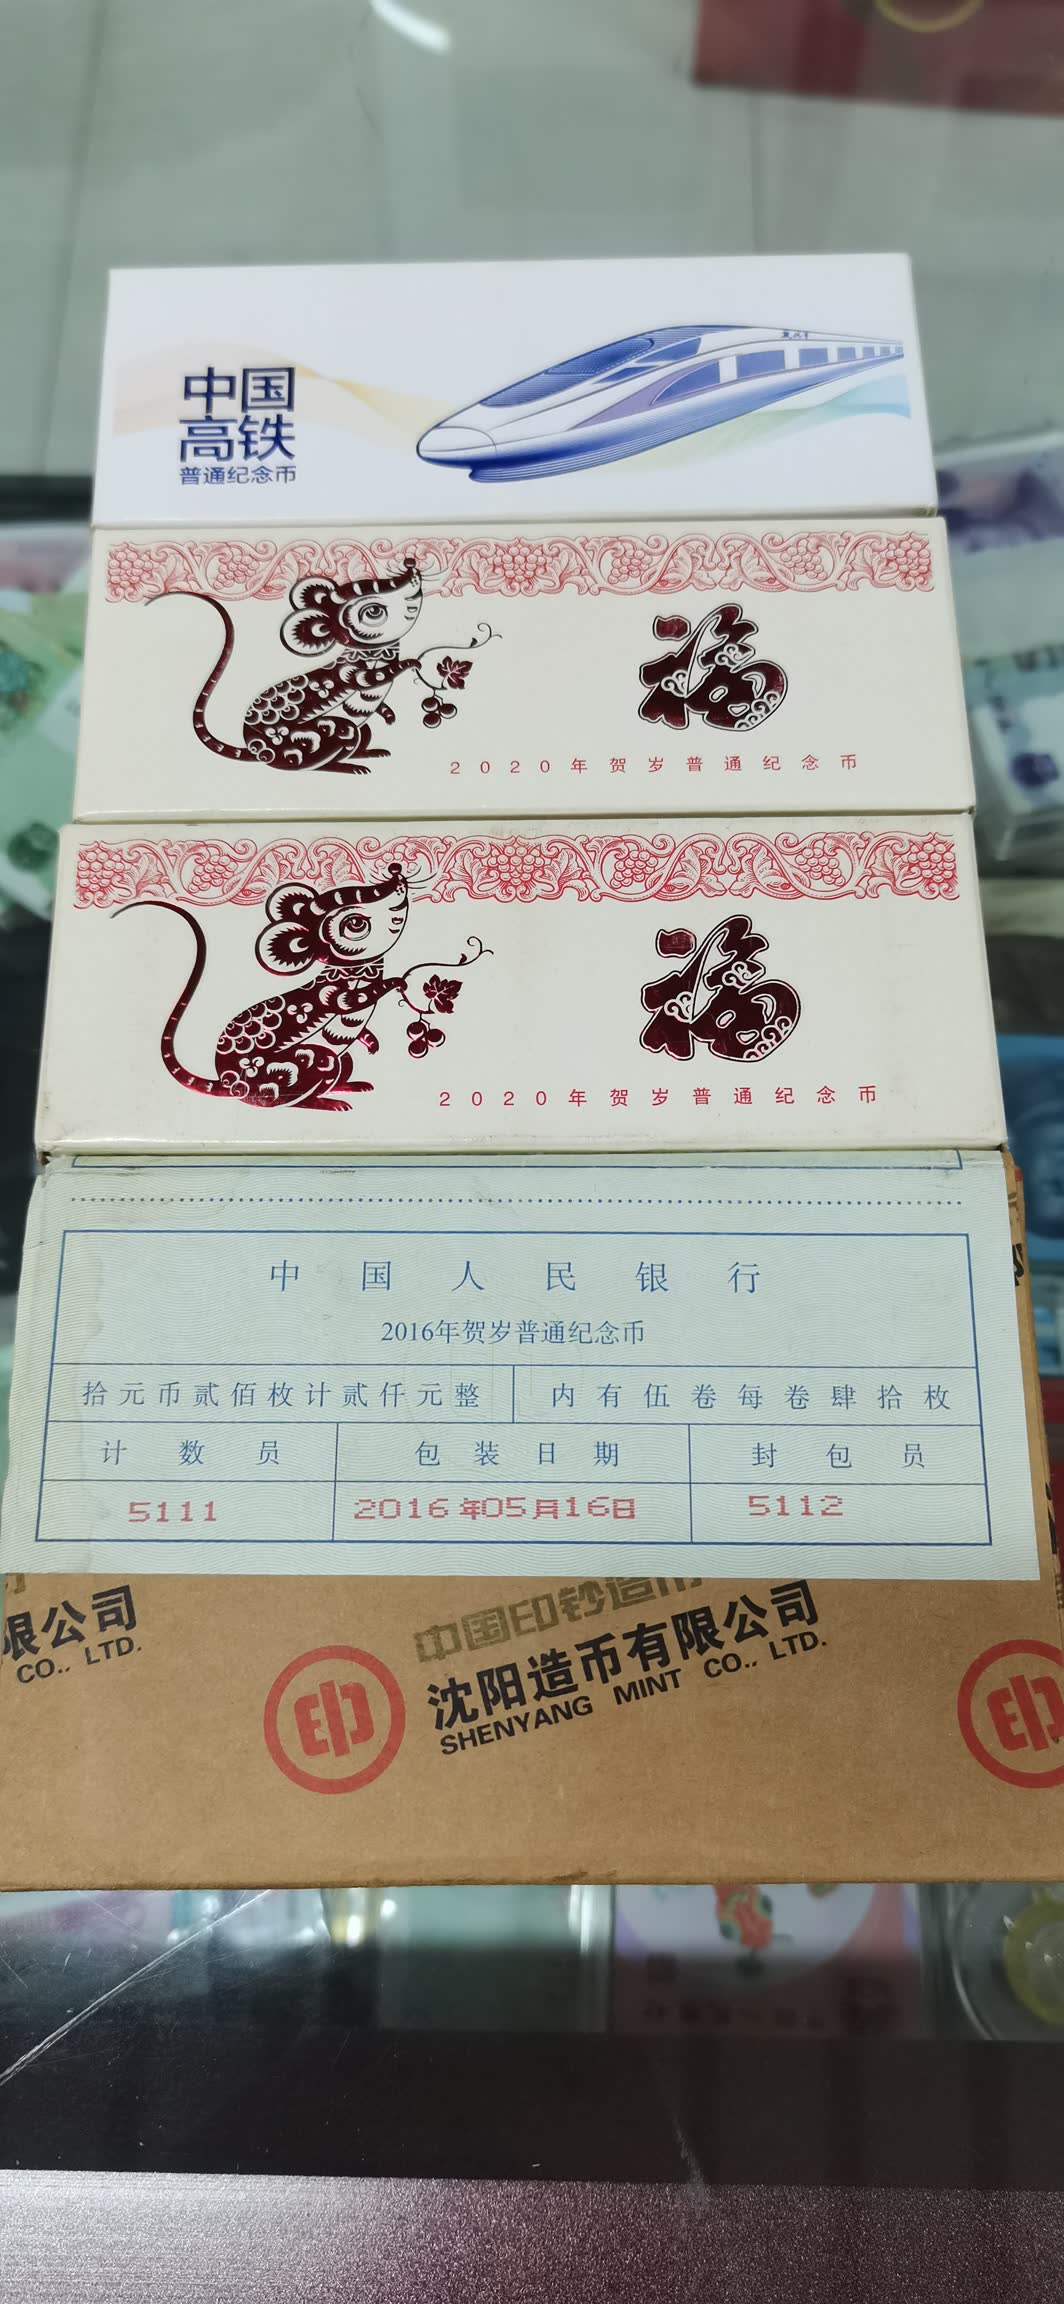 中国
高铁
普通纪念币
复兴号
福
2020年贺岁普通纪念币
福
2020年贺岁普通纪念币
中国人民银行
2016年贺岁普通纪念币
拾元币贰佰枚计贰仟元整 内有伍卷每卷肆拾枚
计数员 包装日期 封包员
5111 2016年05月16日 5112
中国印钞造币
限公司 沈阳造币有限公司
CO., LTD. SHENYANG MINT CO., LTD.